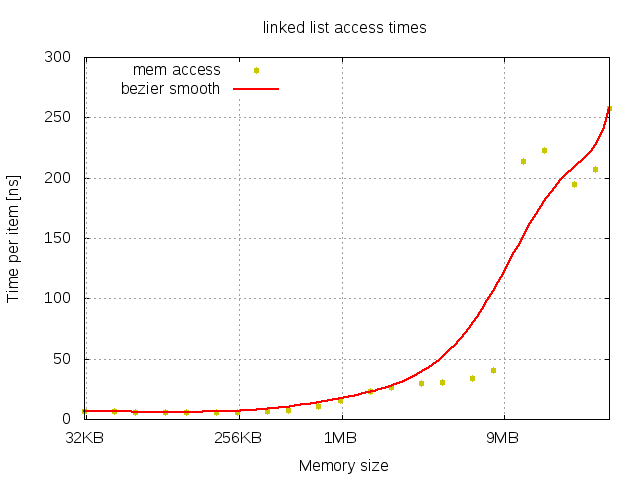 linked list access times
300
250
200
150
100
50
0
Time per item [ns]
mem access
bezier smooth
32KB 256KB 1MB 9MB
Memory size